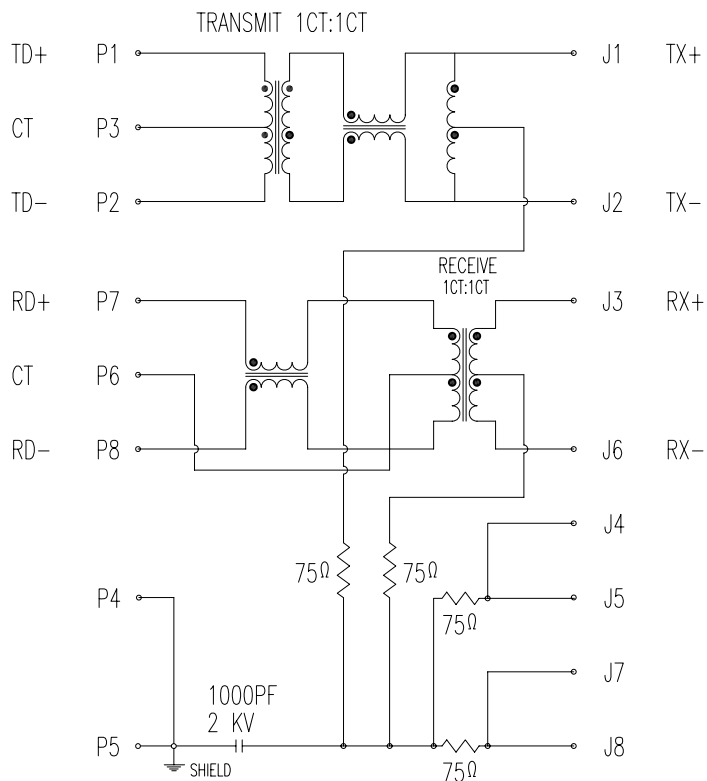 TRANSMIT 1CT:1CT
TD+ P1 J1 TX+
CT P3
TD− P2 J2 TX−
RECEIVE
1CT:1CT
RD+ P7 J3 RX+
CT P6
RD− P8 J6 RX−
J4
75Ω 75Ω
P4 J5
75Ω
J7
1000PF
2 KV
P5 J8
SHIELD
75Ω